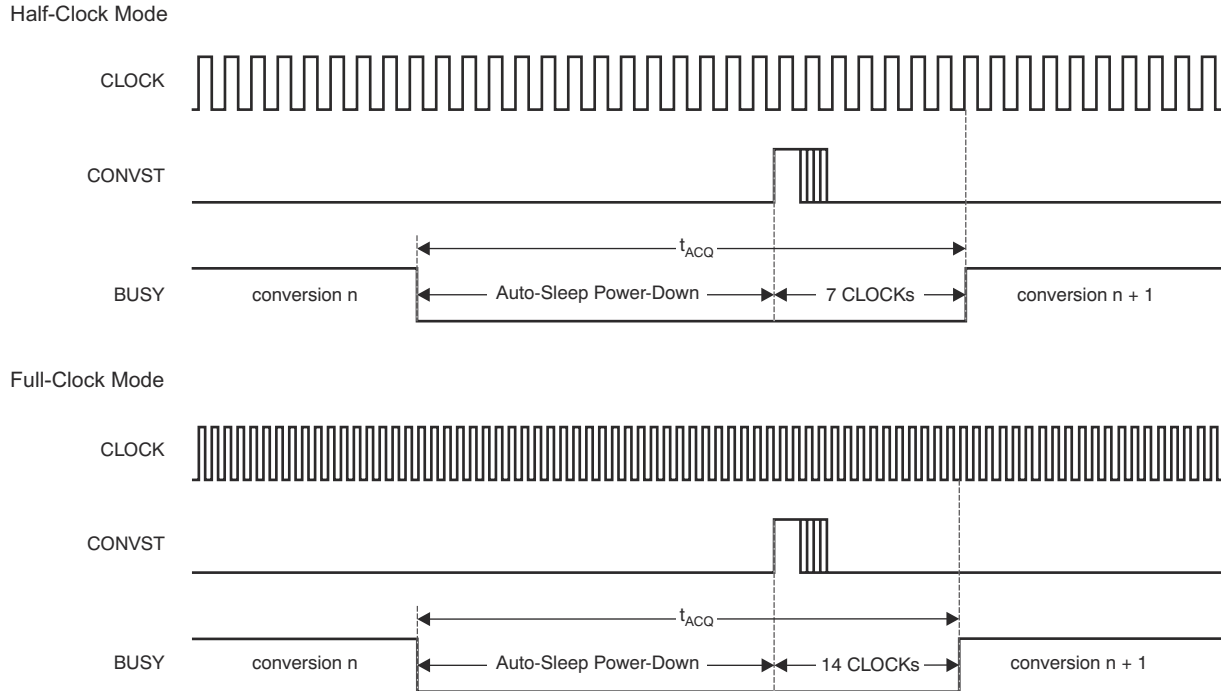 Half-Clock Mode
CLOCK
CONVST
tACQ
BUSY
conversion n
Auto-Sleep Power-Down
7 CLOCKs
conversion n + 1
Full-Clock Mode
CLOCK
CONVST
tACQ
BUSY
conversion n
Auto-Sleep Power-Down
14 CLOCKs
conversion n + 1